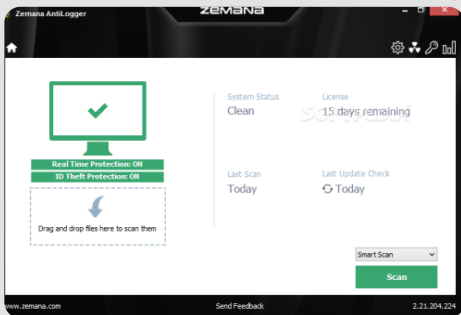 Zemana AntiLogger
ZEMANA
System Status
License
Clean
15 days remaining
Real Time Protection: ON
ID Theft Protection: ON
Last Scan
Last Update Check
Today
Today
Drag and drop files here to scan them
Smart Scan
Scan
www.zemana.com
Send Feedback
2.21.204.224